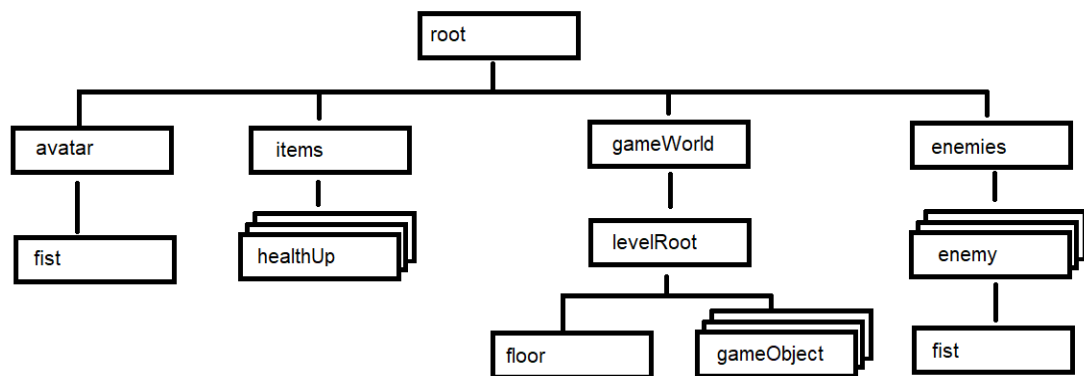 root
avatar
items
gameWorld
enemies
fist
healthUp
levelRoot
enemy
floor
gameObject
fist